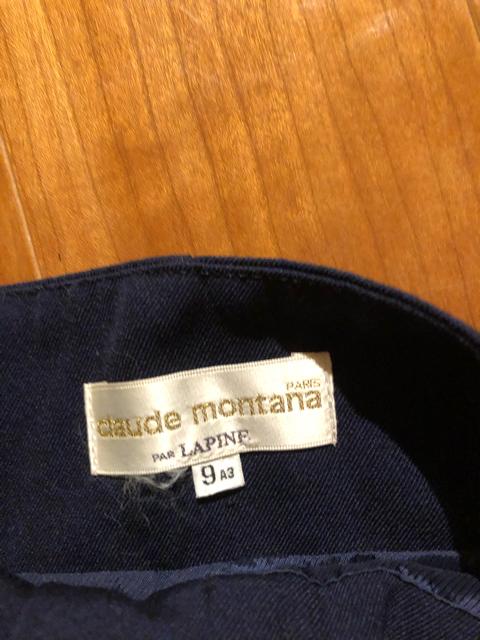 PARIS
claude montana
PAR LAPINE
9 A3